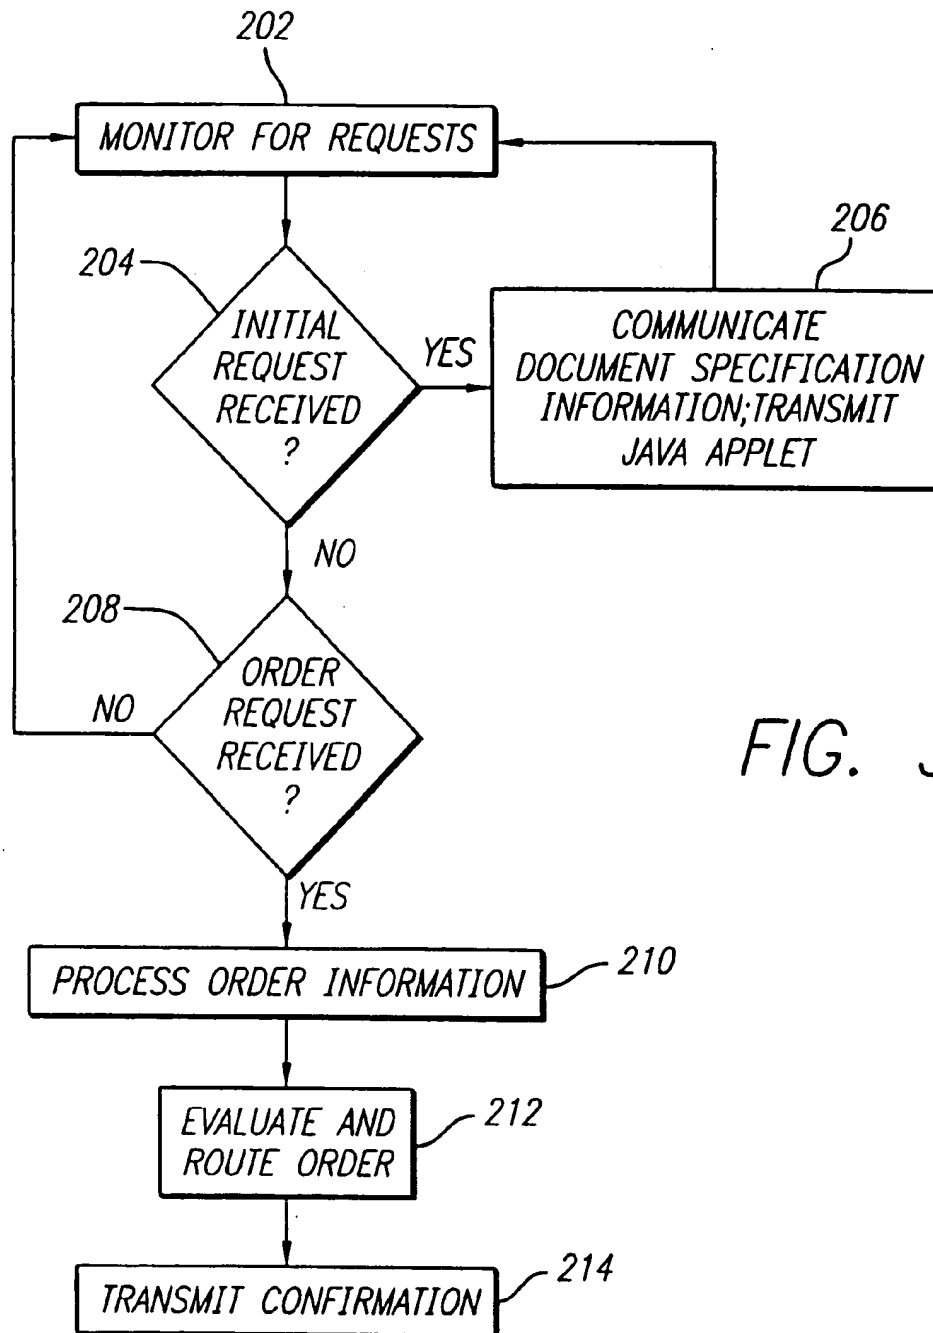 202
MONITOR FOR REQUESTS
204
INITIAL
REQUEST
RECEIVED
?
YES
206
COMMUNICATE
DOCUMENT SPECIFICATION
INFORMATION;TRANSMIT
JAVA APPLET
NO
208
ORDER
REQUEST
RECEIVED
?
NO
FIG.
YES
PROCESS ORDER INFORMATION
210
EVALUATE AND
ROUTE ORDER
212
TRANSMIT CONFIRMATION
214